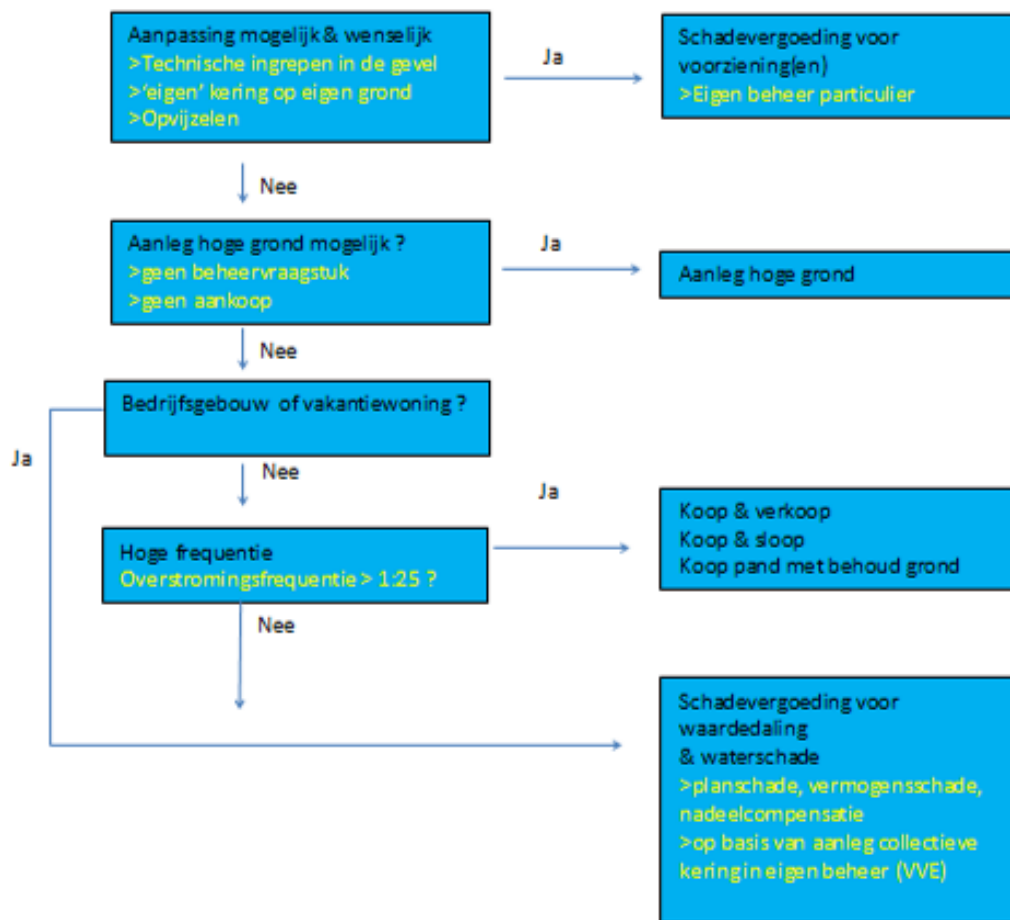 Aanpassing mogelijk & wenselijk
>Technische ingrepen in de gevel
>‘eigen’ kering op eigen grond
>Opvijzelen
Ja
Schadevergoeding voor
voorziening(en)
>Eigen beheer particulier
Nee
Aanleg hoge grond mogelijk ?
>geen beheervraagstuk
>geen aankoop
Ja
Aanleg hoge grond
Nee
Bedrijfsgebouw of vakantiewoning ?
Ja
Nee
Hoge frequentie
Overstromingsfrequentie > 1:25 ?
Ja
Koop & verkoop
Koop & sloop
Koop pand met behoud grond
Nee
Schadevergoeding voor
waardedaling
& waterschade
>planschade, vermogensschade,
nadeelcompensatie
>op basis van aanleg collectieve
kering in eigen beheer (VVE)